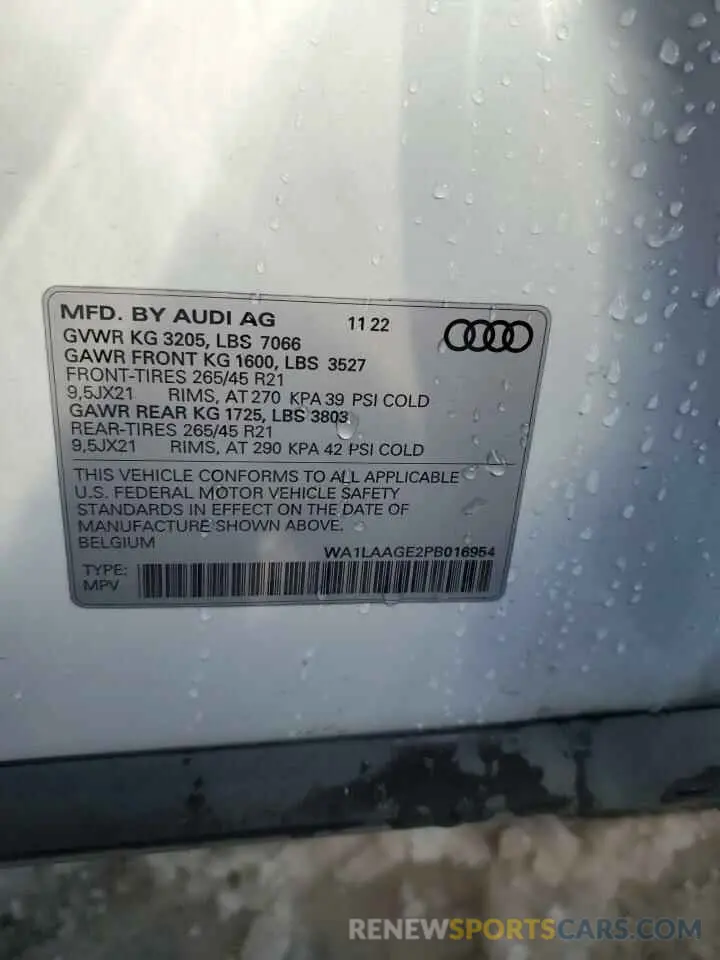 MFD. BY AUDI AG 11 22
GVWR KG 3205, LBS 7066
GAWR FRONT KG 1600, LBS 3527
FRONT-TIRES 265/45 R21
9,5JX21 RIMS, AT 270 KPA 39 PSI COLD
GAWR REAR KG 1725, LBS 3803
REAR-TIRES 265/45 R21
9,5JX21 RIMS, AT 290 KPA 42 PSI COLD
THIS VEHICLE CONFORMS TO ALL APPLICABLE
U.S. FEDERAL MOTOR VEHICLE SAFETY
STANDARDS IN EFFECT ON THE DATE OF
MANUFACTURE SHOWN ABOVE.
BELGIUM WA1LAAGE2PB016954
TYPE:
MPV
RENEWSPORTSCARS.COM